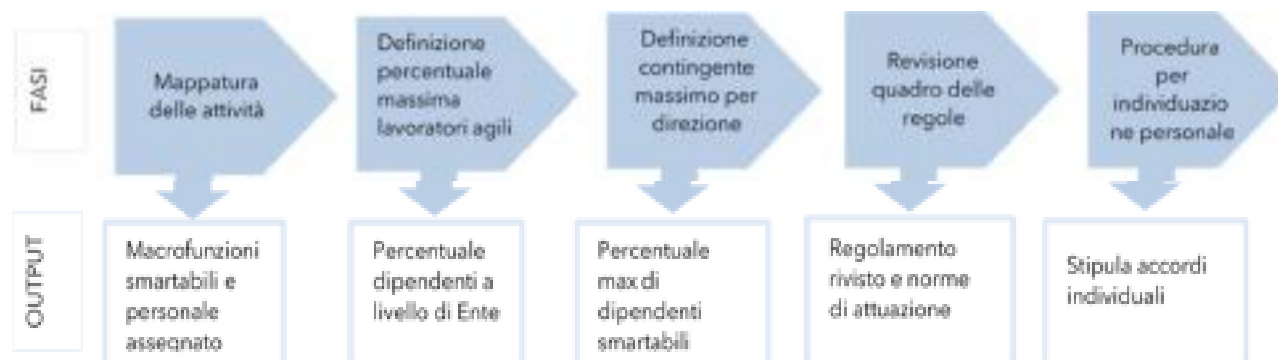 FASI
Mappatura
delle attività
Definizione
percentuale
massima
lavoratori agili
Definizione
contingente
massimo per
direzione
Revisione
quadro delle
regole
Procedura
per
individuazio
ne personale
OUTPUT
Macrofunzioni
smartabili e
personale
assegnato
Percentuale
dipendenti a
livello di Ente
Percentuale
max di
dipendenti
smartabili
Regolamento
rivisto e norme
di attuazione
Stipula accordi
individuali